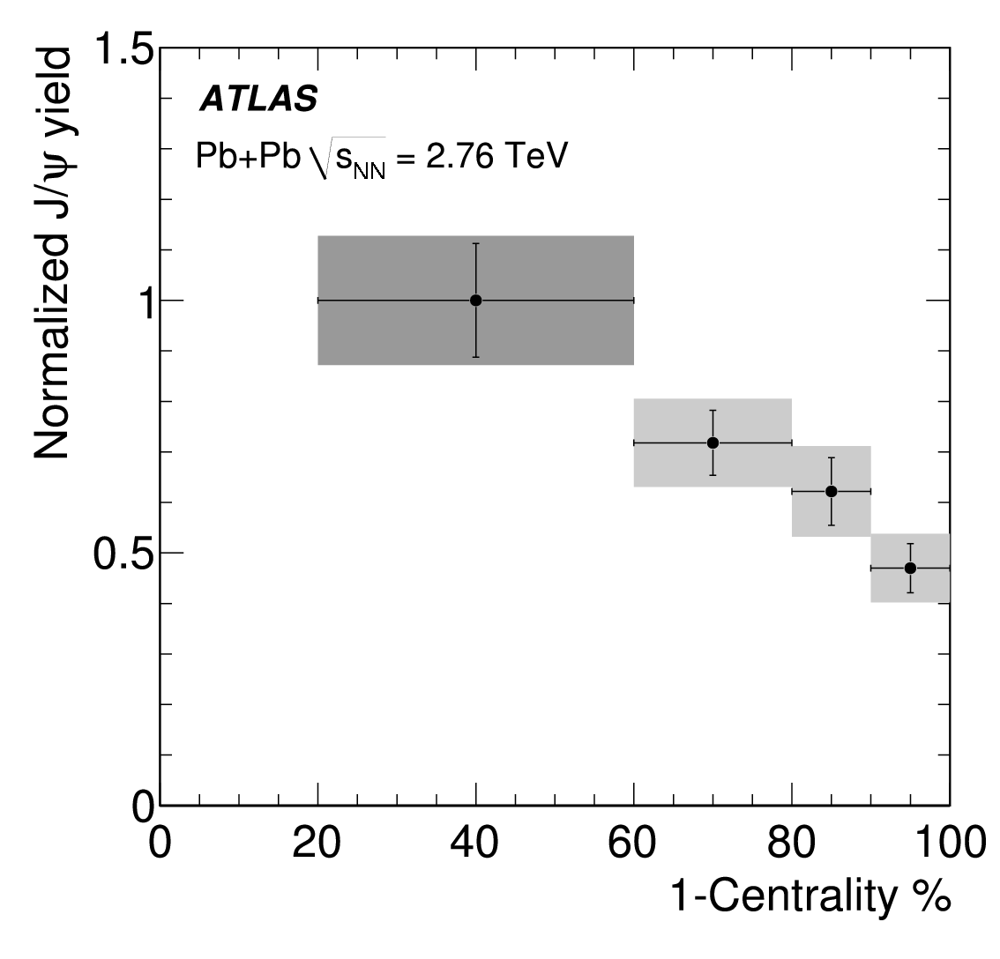 Normalized J/ψ yield
1.5
1
0.5
0
ATLAS
Pb+Pb √sNN = 2.76 TeV
0 20 40 60 80 100
1-Centrality %